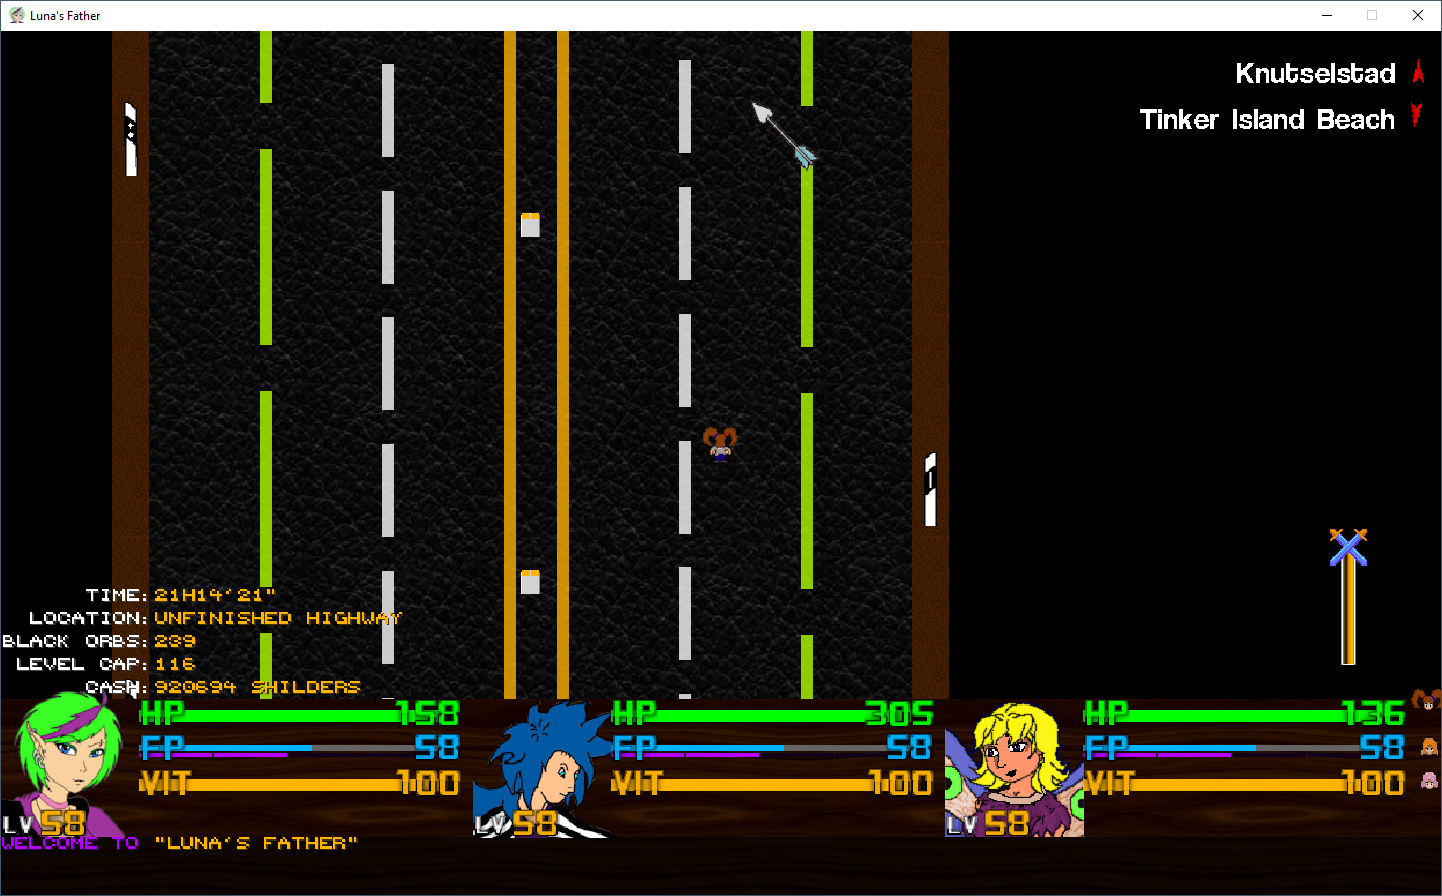 Luna's Father
Knutselstad
Tinker Island Beach
TIME: 21H14'21"
LOCATION: UNFINISHED HIGHWAY
BLACK ORBS: 239
LEVEL CAP: 116
CASH: 920694 SHILDERS
HP 158
FP 58
VIT 100
LV 58
HP 305
FP 58
VIT 100
LV 58
HP 136
FP 58
VIT 100
LV 58
WELCOME TO "LUNA'S FATHER"